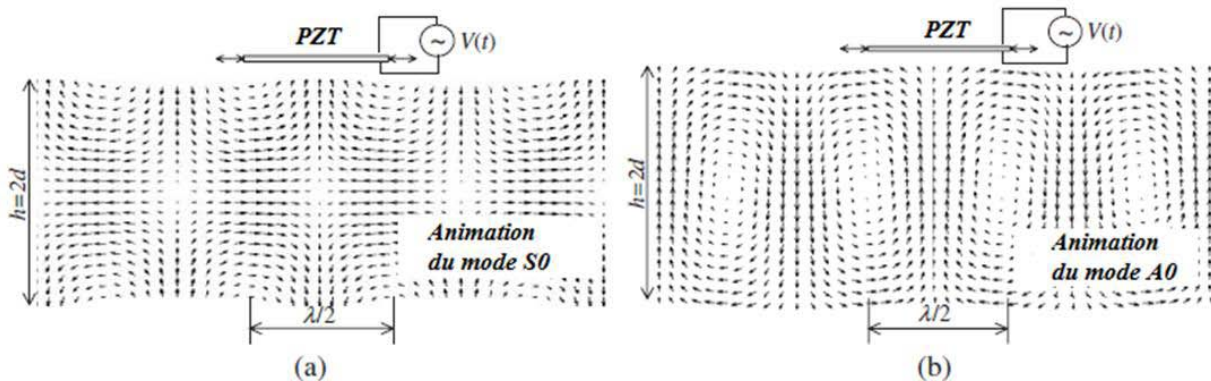 PZT
~
V(t)
h=2d
Animation
du mode S0
λ/2
(a)
PZT
~
V(t)
h=2d
Animation
du mode A0
λ/2
(b)